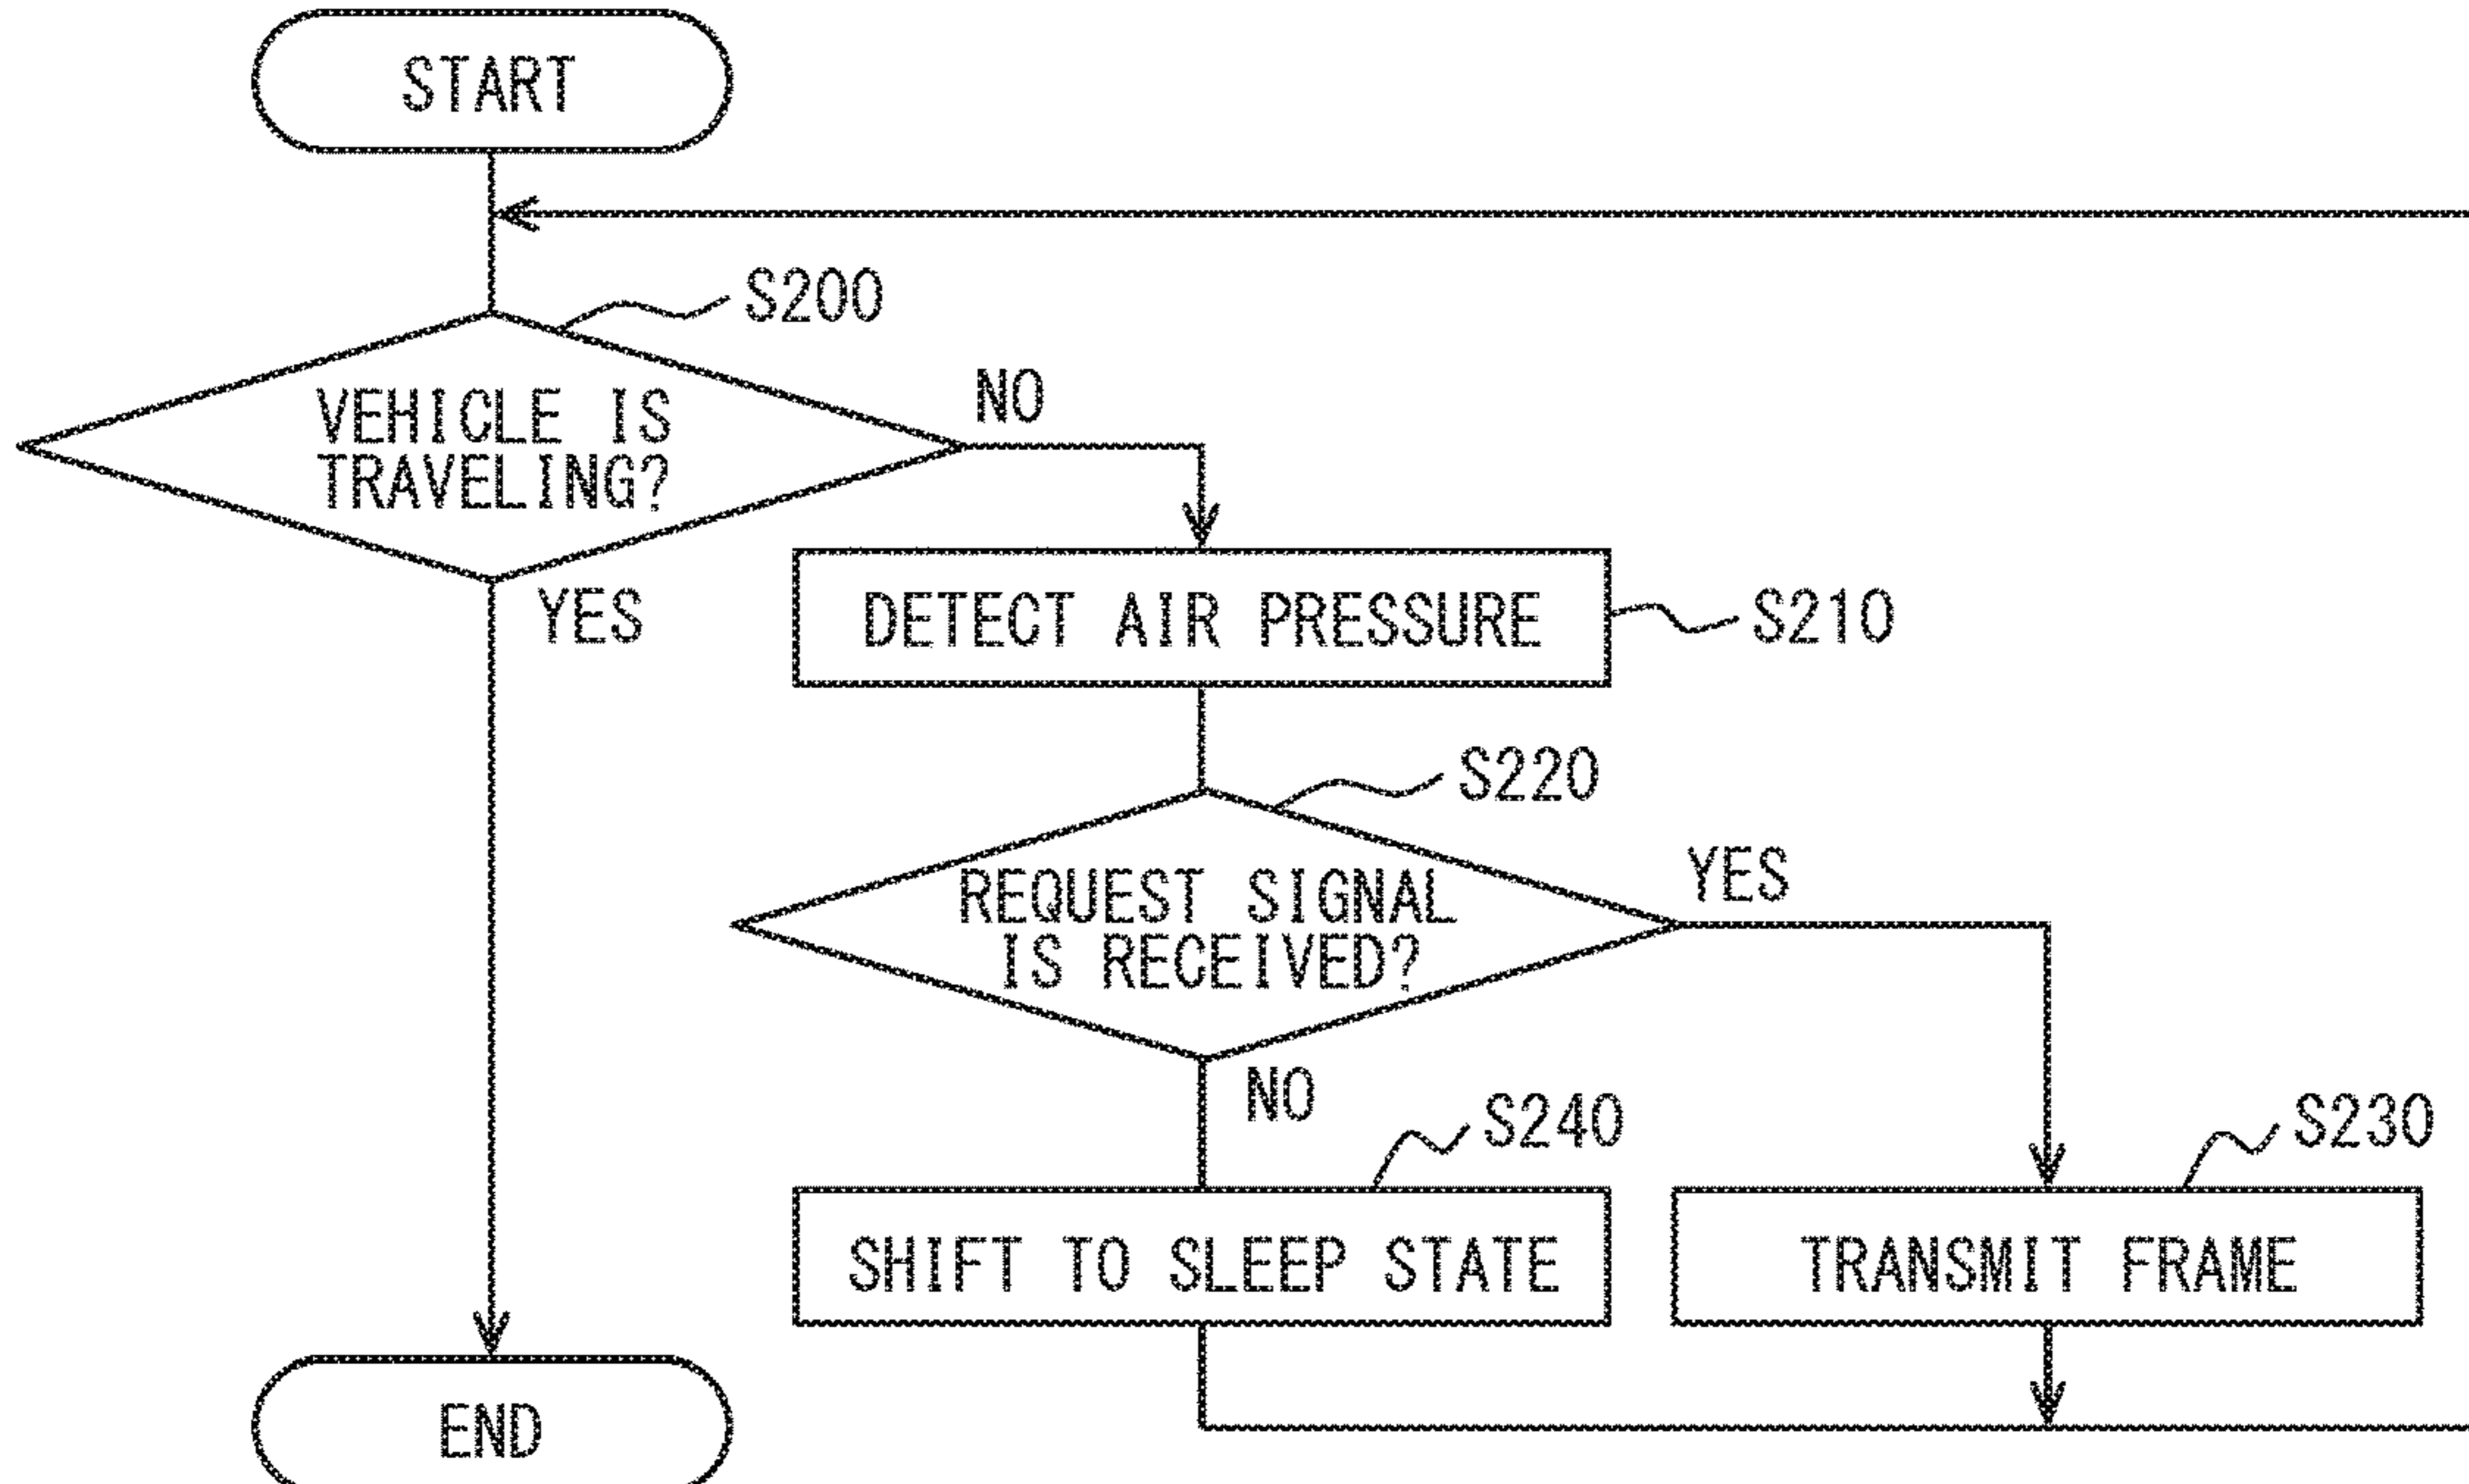 START
S200
VEHICLE IS
TRAVELING?
NO
YES
DETECT AIR PRESSURE
S210
S220
REQUEST SIGNAL
IS RECEIVED?
YES
NO
S240
S230
SHIFT TO SLEEP STATE
TRANSMIT FRAME
END